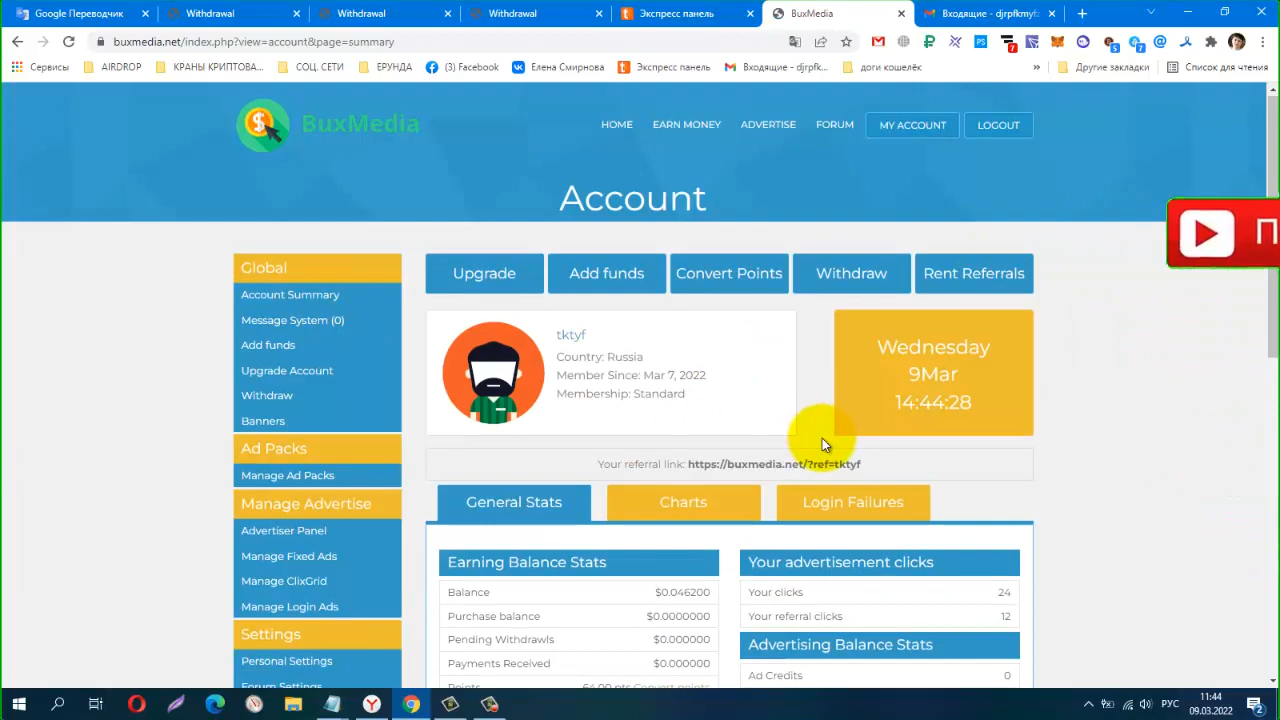 Google Переводчик
Withdrawal
Withdrawal
Withdrawal
Экспресс панель
BuxMedia
Входящие - djrpfkmyf
buxmedia.net/index.php?view=account&page=summary
Сервисы
AIRDROP
КРАНЫ КРИПТОВА...
СОЦ. СЕТИ
ЕРУНДА
(3) Facebook
Елена Смирнова
Экспресс панель
Входящие - djrpfk...
доги кошелёк
Другие закладки
Список для чтения
BuxMedia
HOME
EARN MONEY
ADVERTISE
FORUM
MY ACCOUNT
LOGOUT
Account
П
Global
Account Summary
Message System (0)
Add funds
Upgrade Account
Withdraw
Banners
Ad Packs
Manage Ad Packs
Manage Advertise
Advertiser Panel
Manage Fixed Ads
Manage ClixGrid
Manage Login Ads
Settings
Personal Settings
Forum Settings
Upgrade
Add funds
Convert Points
Withdraw
Rent Referrals
tktyf
Country: Russia
Member Since: Mar 7, 2022
Membership: Standard
Wednesday
9Mar
14:44:28
Your referral link: https://buxmedia.net/?ref=tktyf
General Stats
Charts
Login Failures
Earning Balance Stats
Balance $0.046200
Purchase balance $0.0000000
Pending Withdrawls $0.000000
Payments Received $0.000000
Points 64.00 pts Convert points
Your advertisement clicks
Your clicks 24
Your referral clicks 12
Advertising Balance Stats
Ad Credits 0
РУС
11:44
09.03.2022